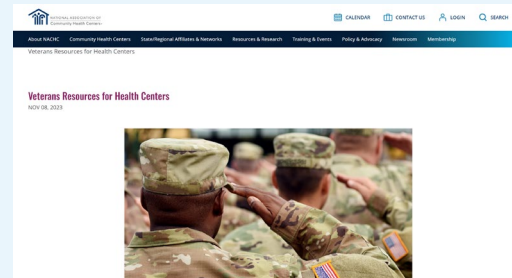 NATIONAL ASSOCIATION OF
Community Health Centers
CALENDAR CONTACT US LOGIN SEARCH
About NACHC Community Health Centers State/Regional Affiliates & Networks Resources & Research Training & Events Policy & Advocacy Newsroom Membership
Veterans Resources for Health Centers
Veterans Resources for Health Centers
NOV 08, 2023